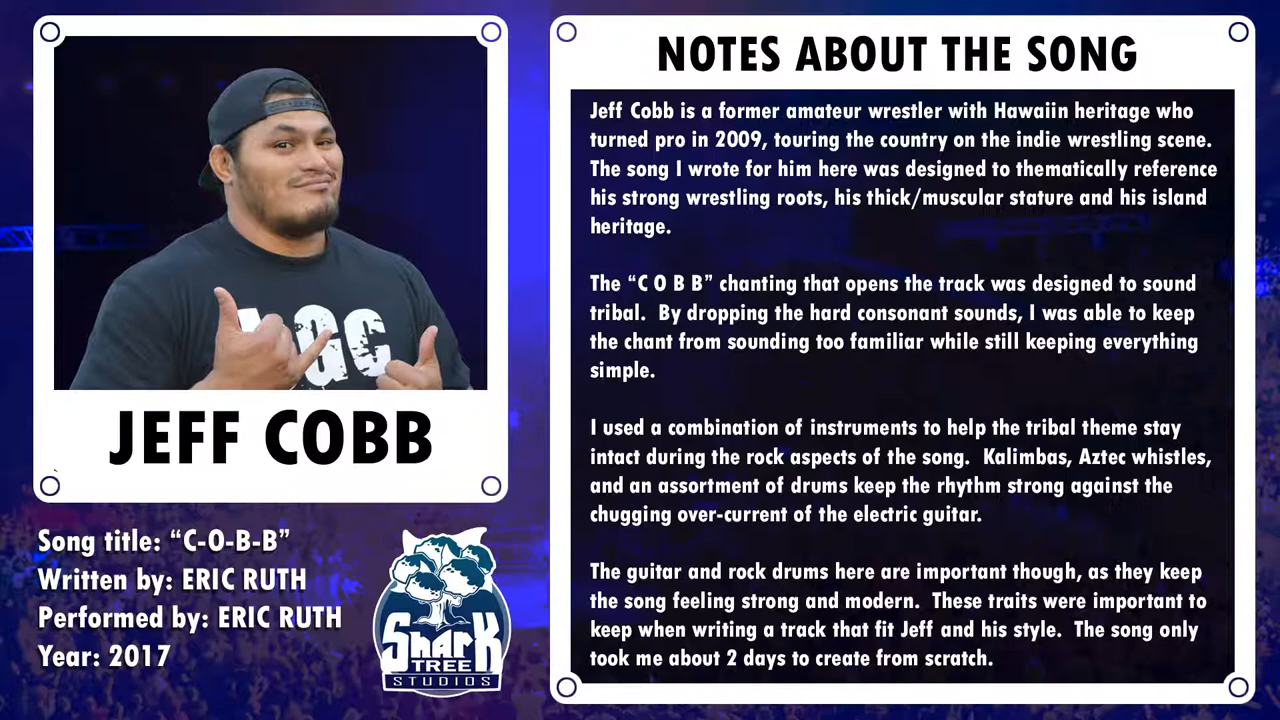 AGC
JEFF COBB
Song title: “C-O-B-B”
Written by: ERIC RUTH
Performed by: ERIC RUTH
Year: 2017
Shark
TREE
STUDIOS
NOTES ABOUT THE SONG
Jeff Cobb is a former amateur wrestler with Hawaiin heritage who
turned pro in 2009, touring the country on the indie wrestling scene.
The song I wrote for him here was designed to thematically reference
his strong wrestling roots, his thick/muscular stature and his island
heritage.
The “C O B B” chanting that opens the track was designed to sound
tribal.  By dropping the hard consonant sounds, I was able to keep
the chant from sounding too familiar while still keeping everything
simple.
I used a combination of instruments to help the tribal theme stay
intact during the rock aspects of the song.  Kalimbas, Aztec whistles,
and an assortment of drums keep the rhythm strong against the
chugging over-current of the electric guitar.
The guitar and rock drums here are important though, as they keep
the song feeling strong and modern.  These traits were important to
keep when writing a track that fit Jeff and his style.  The song only
took me about 2 days to create from scratch.